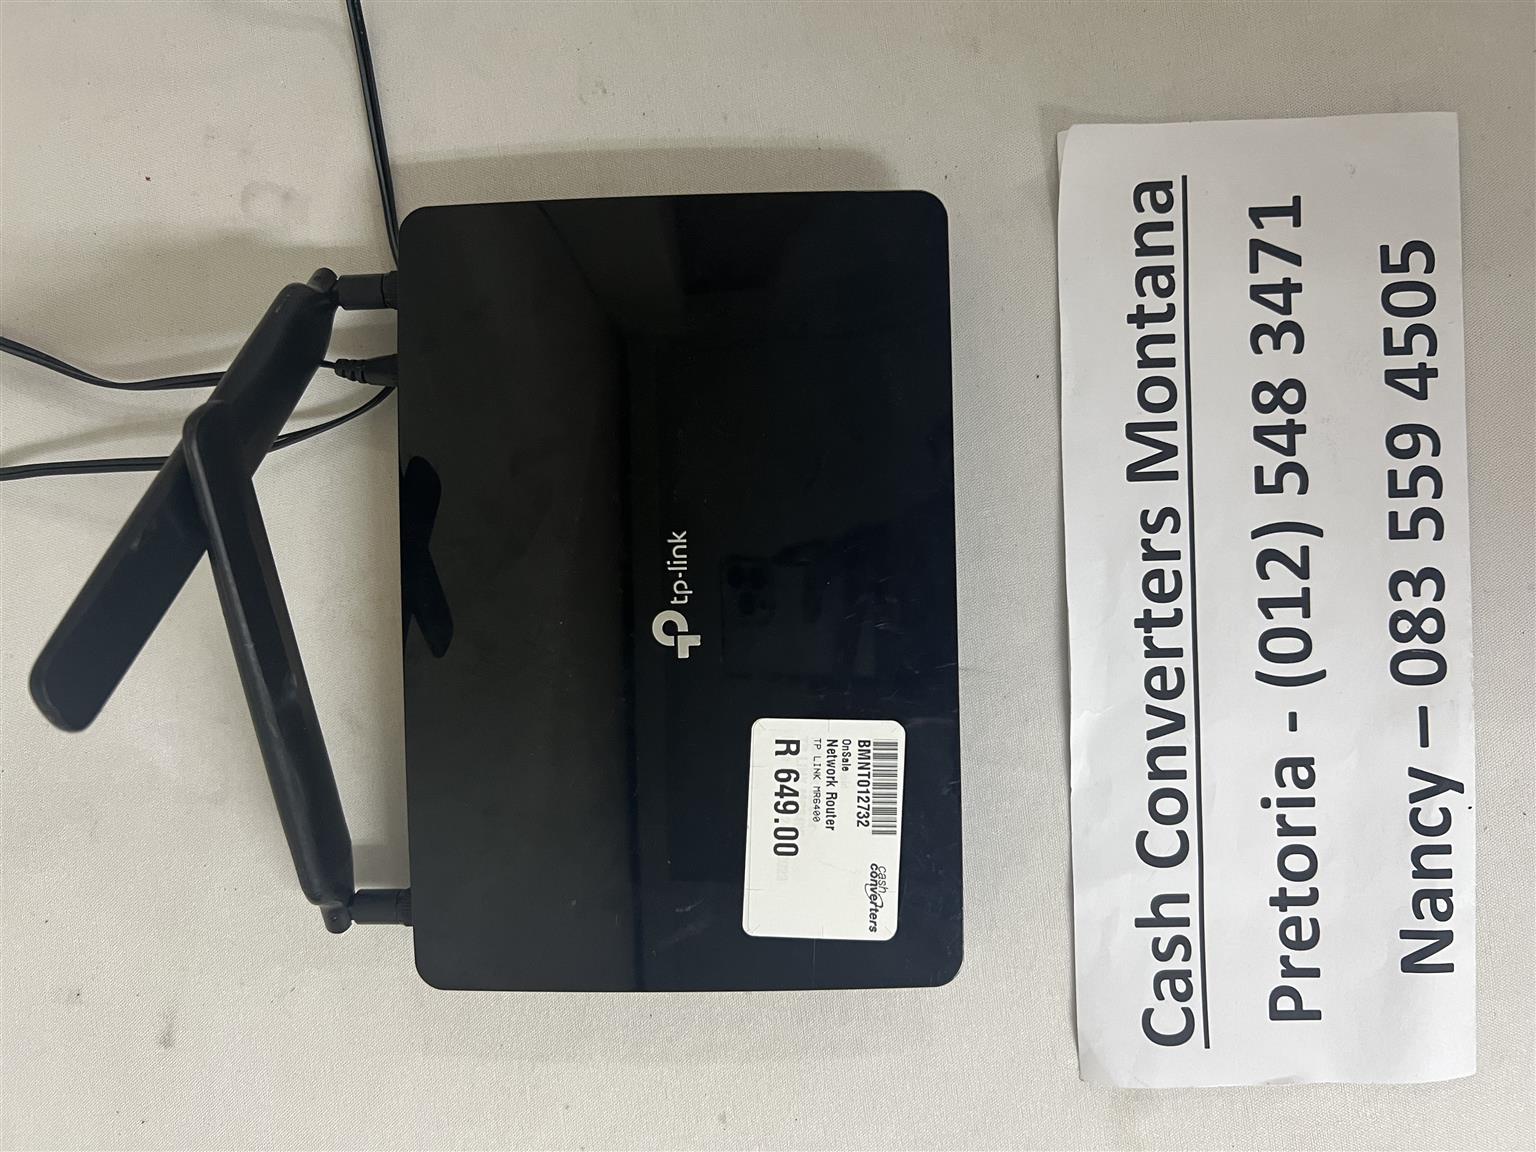 tp-link
BMNT012732
OnSale
Network Router
TP LINK MR6400
R 649.00
cash
converters
Cash Converters Montana
Pretoria - (012) 548 3471
Nancy – 083 559 4505